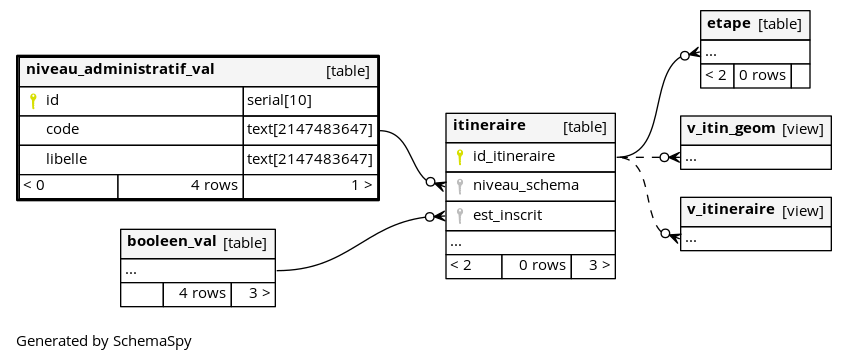 niveau_administratif_val [table]
id serial[10]
code text[2147483647]
libelle text[2147483647]
< 0 4 rows 1 >
booleen_val [table]
...
4 rows 3 >
itineraire [table]
id_itineraire
niveau_schema
est_inscrit
...
< 2 0 rows 3 >
etape [table]
...
< 2 0 rows
v_itin_geom [view]
...
v_itineraire [view]
...
Generated by SchemaSpy